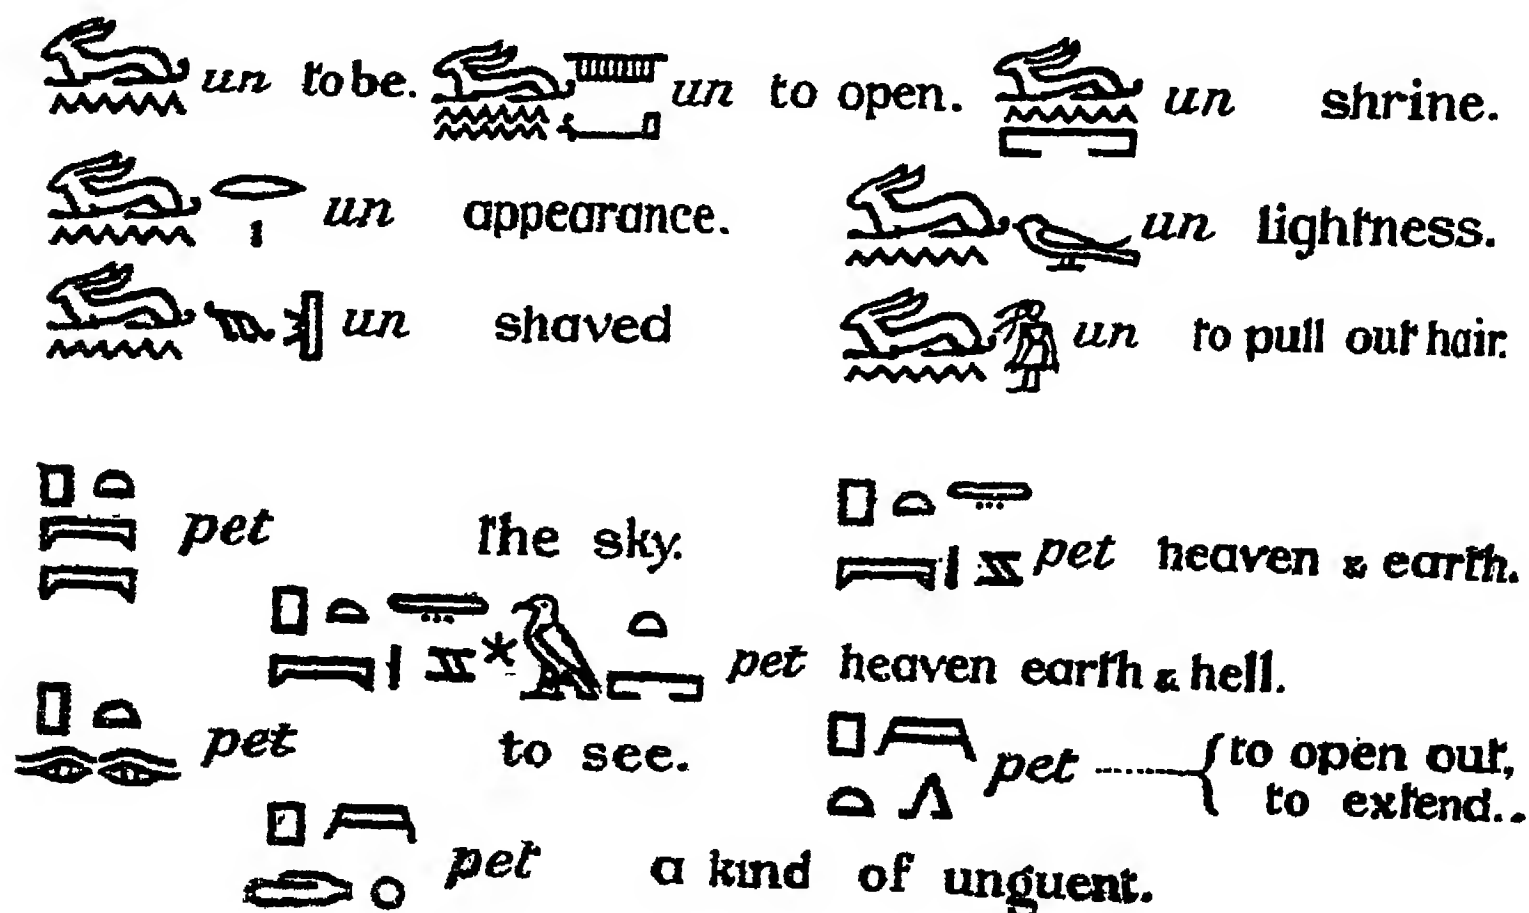 un to be. un to open. un shrine.
un appearance. un lightness.
un shaved un to pull out hair.
pet the sky. pet heaven & earth.
pet heaven earth & hell.
pet to see. pet ........ { to open out,
to extend..
pet a kind of unguent.